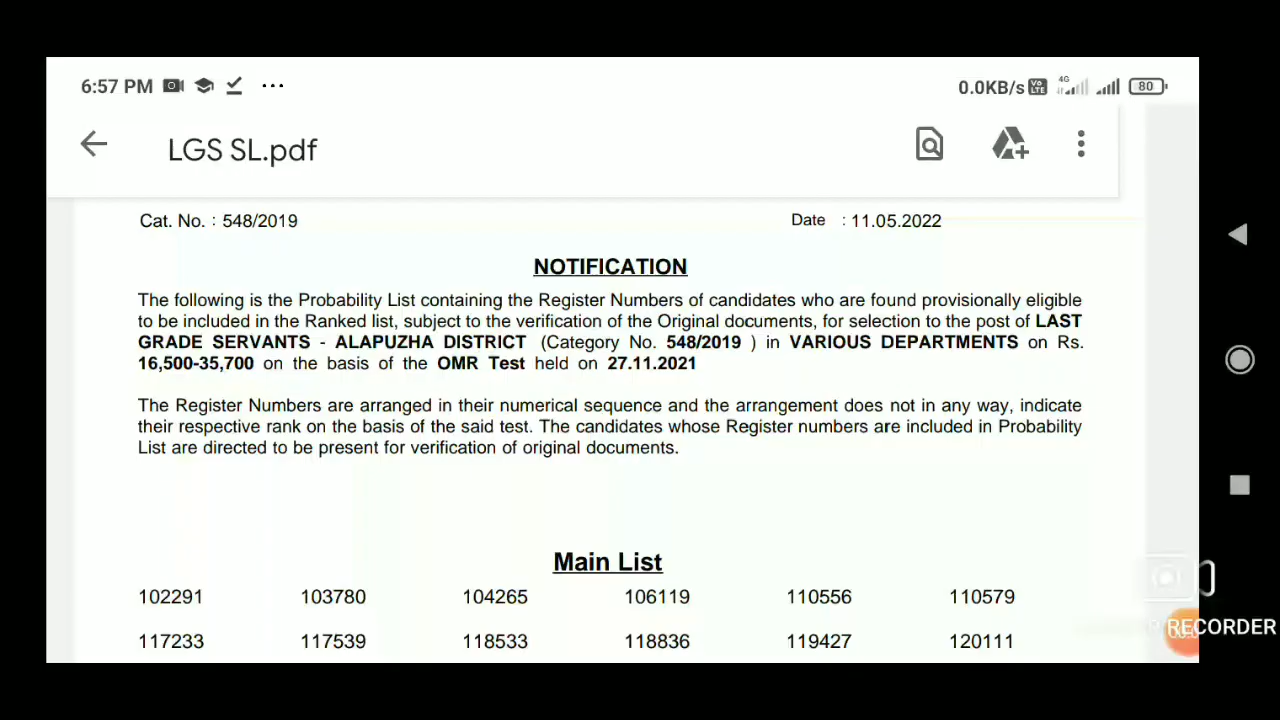 6:57 PM ... 0.0KB/s Vo LTE 4G 80
LGS SL.pdf
Cat. No. : 548/2019 Date : 11.05.2022
NOTIFICATION
The following is the Probability List containing the Register Numbers of candidates who are found provisionally eligible
to be included in the Ranked list, subject to the verification of the Original documents, for selection to the post of LAST
GRADE SERVANTS - ALAPUZHA DISTRICT (Category No. 548/2019 ) in VARIOUS DEPARTMENTS on Rs.
16,500-35,700 on the basis of the OMR Test held on 27.11.2021
The Register Numbers are arranged in their numerical sequence and the arrangement does not in any way, indicate
their respective rank on the basis of the said test. The candidates whose Register numbers are included in Probability
List are directed to be present for verification of original documents.
Main List
102291 103780 104265 106119 110556 110579
117233 117539 118533 118836 119427 120111
RECORDER